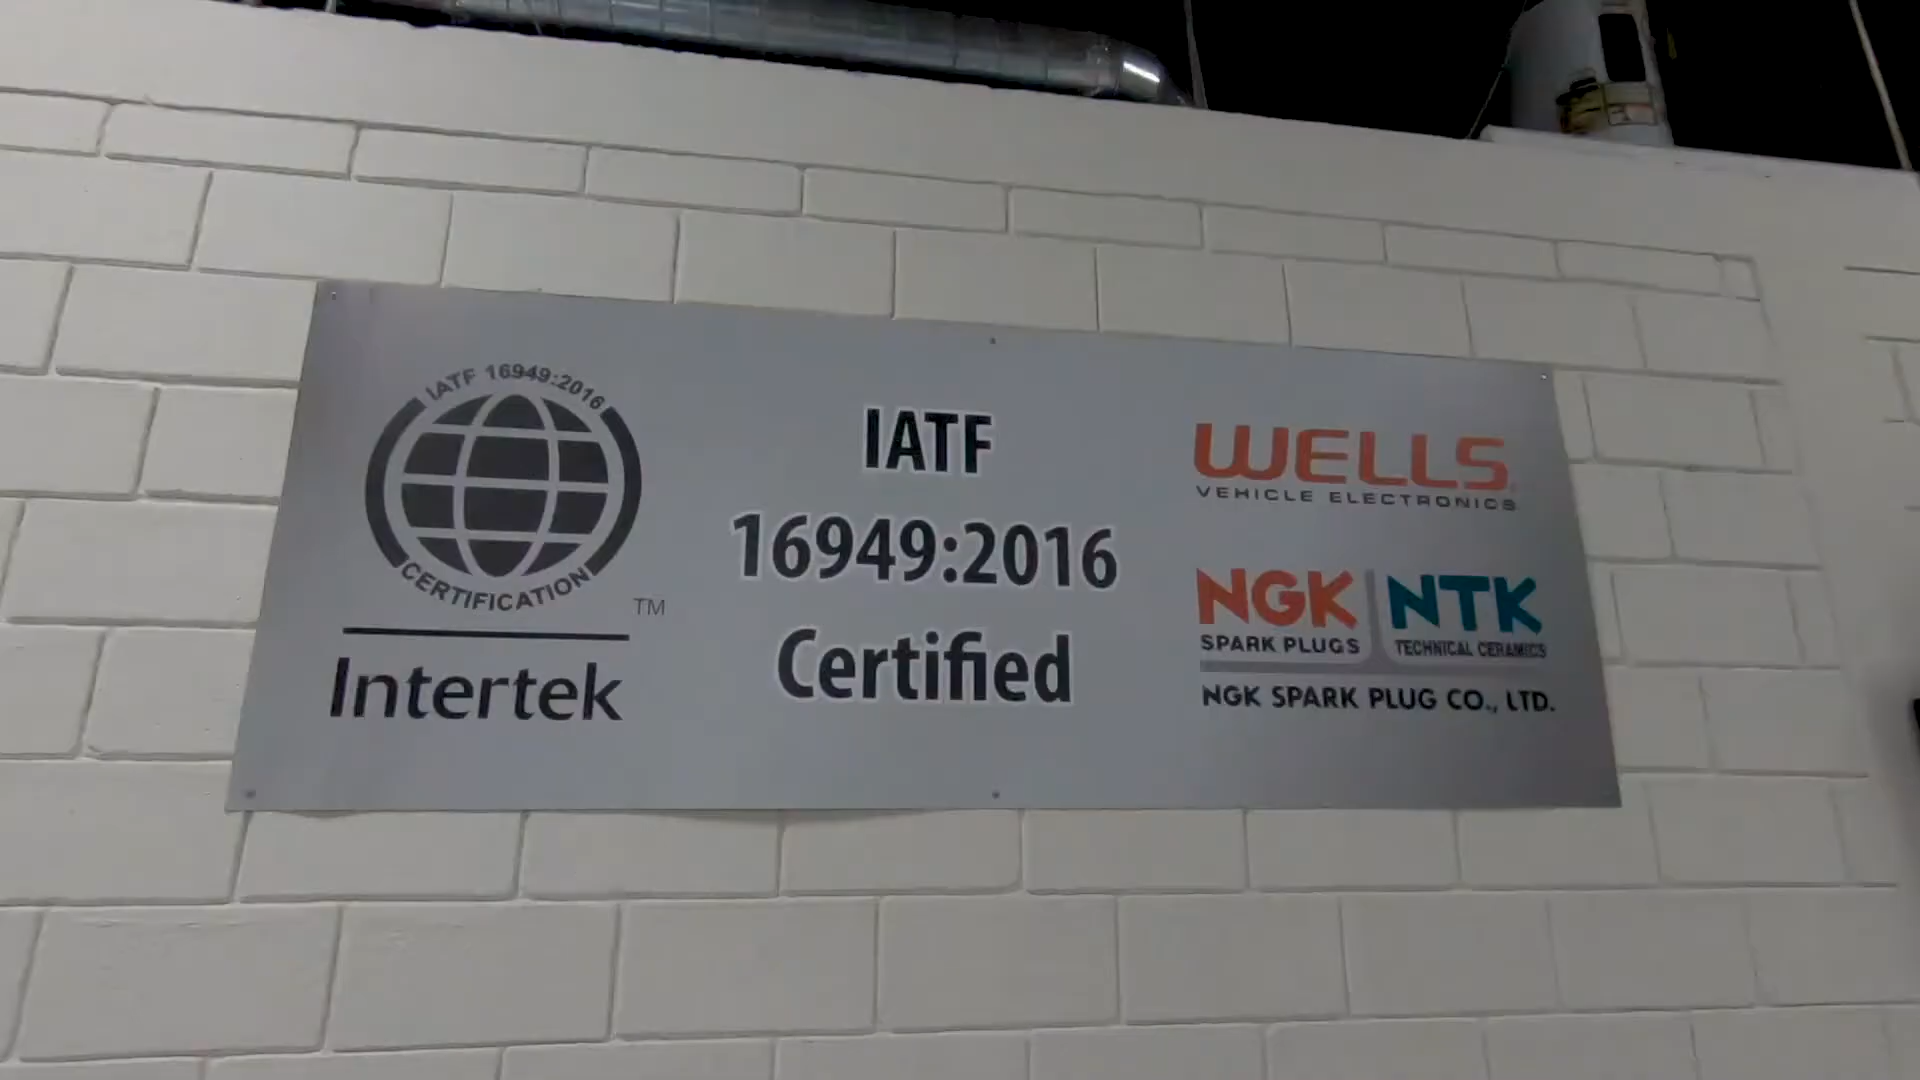 IATF 16949:2016
CERTIFICATION
TM
Intertek
IATF
16949:2016
Certified
WELLS
VEHICLE ELECTRONICS
NGK NTK
SPARK PLUGS TECHNICAL CERAMICS
NGK SPARK PLUG CO., LTD.